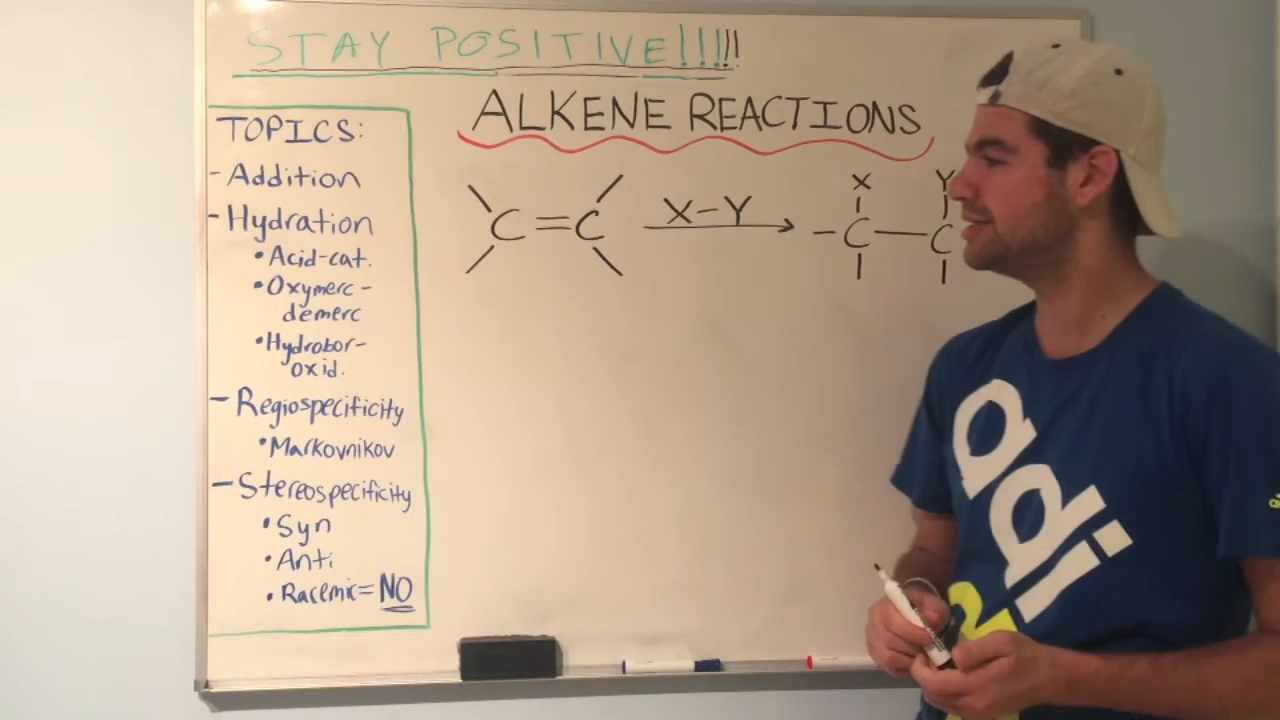 STAY POSITIVE!!!!!
ALKENE REACTIONS
TOPICS:
- Addition
- Hydration
• Acid-cat.
• Oxymerc-
demerc
• Hydrobor-
oxid.
- Regiospecificity
• Markovnikov
- Stereospecificity
• Syn
• Anti
• Racemic = NO
X Y
C=C X-Y - C - C
adi